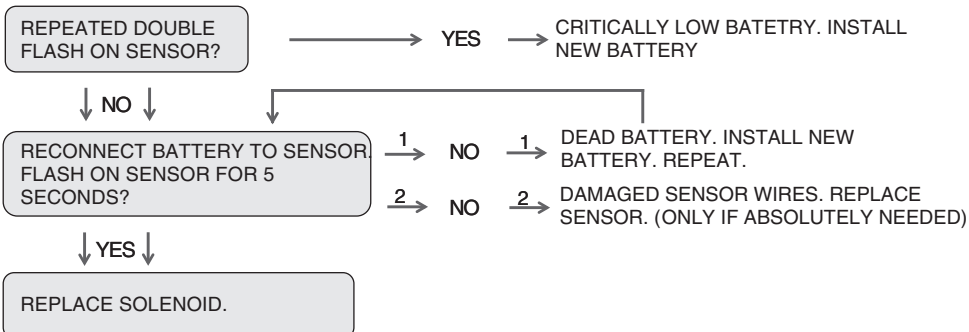 REPEATED DOUBLE
FLASH ON SENSOR?
YES
CRITICALLY LOW BATETRY. INSTALL
NEW BATTERY
NO
RECONNECT BATTERY TO SENSOR.
FLASH ON SENSOR FOR 5
SECONDS?
1
NO
1
DEAD BATTERY. INSTALL NEW
BATTERY. REPEAT.
2
NO
2
DAMAGED SENSOR WIRES. REPLACE
SENSOR. (ONLY IF ABSOLUTELY NEEDED)
YES
REPLACE SOLENOID.